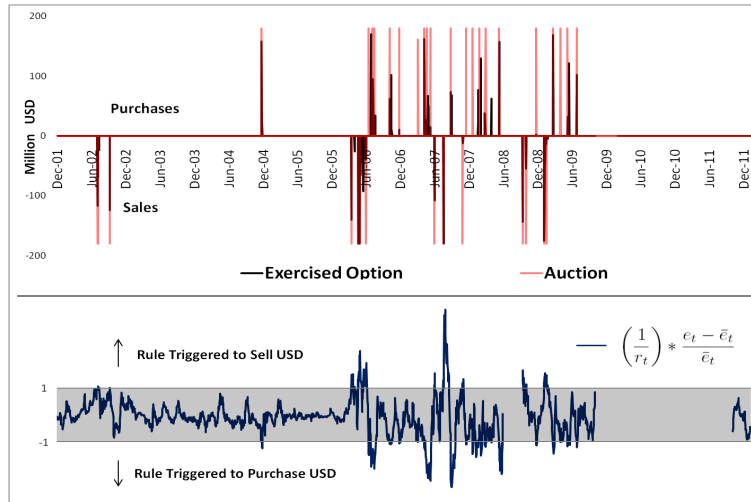 200
100
0
-100
-200
Million USD
Purchases
Sales
Dec-01
Jun-02
Dec-02
Jun-03
Dec-03
Jun-04
Dec-04
Jun-05
Dec-05
Jun-06
Dec-06
Jun-07
Dec-07
Jun-08
Dec-08
Jun-09
Dec-09
Jun-10
Dec-10
Jun-11
Dec-11
Exercised Option
Auction
Rule Triggered to Sell USD
(1/r_t) * (e_t − ē_t)/ē_t
1
-1
Rule Triggered to Purchase USD